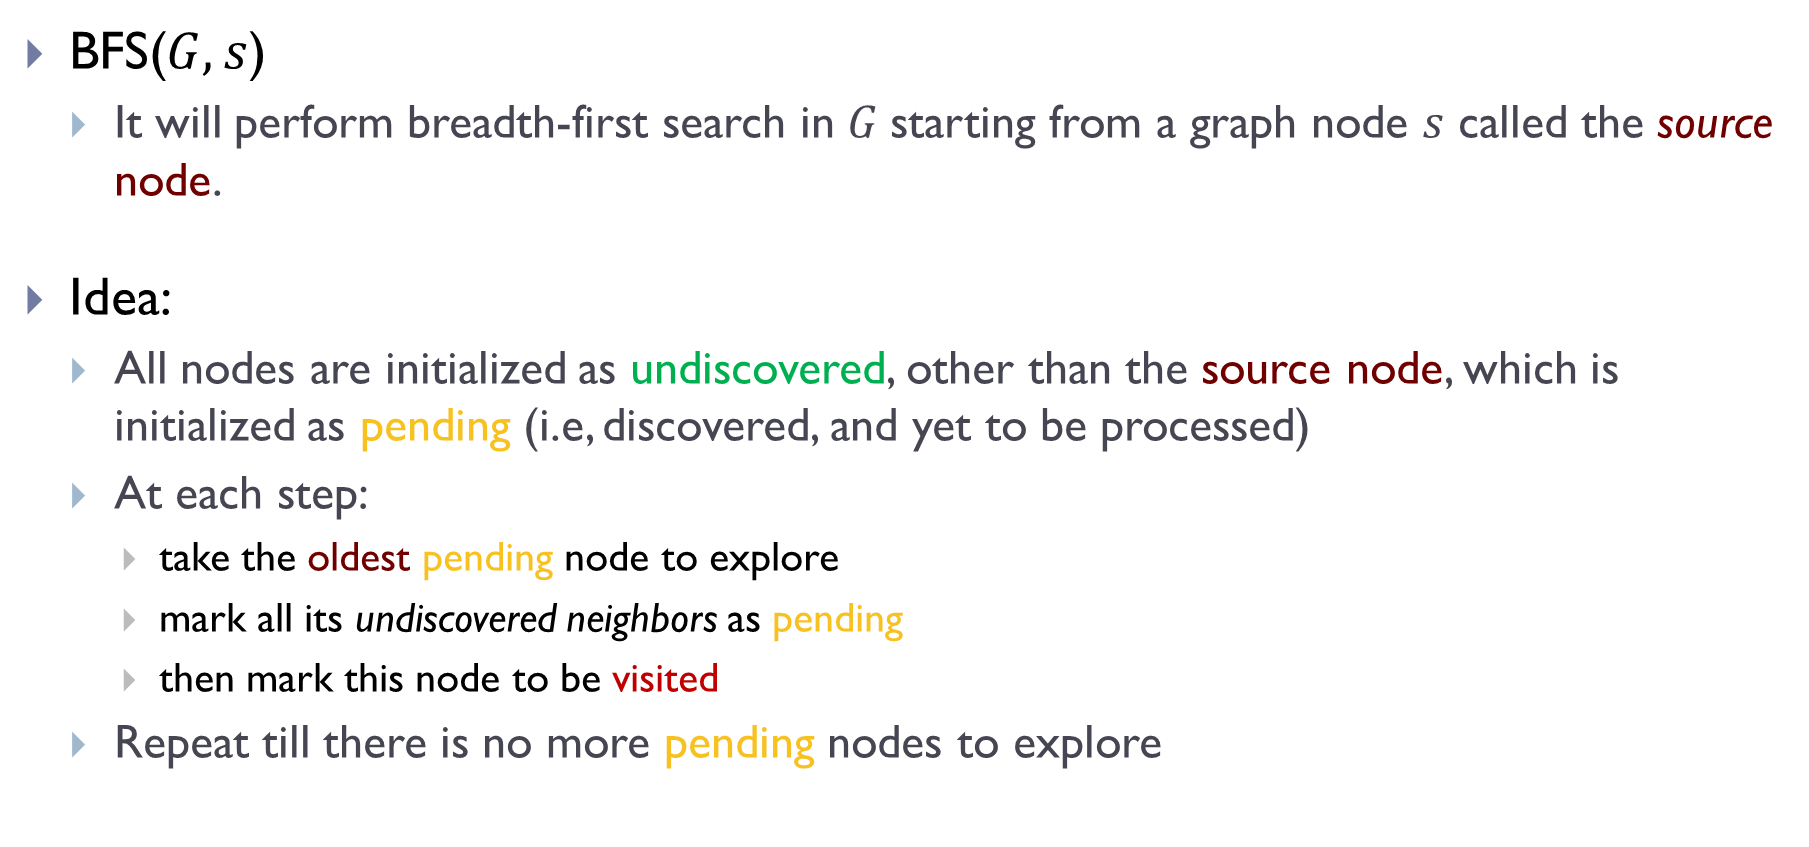 BFS(G, s)
It will perform breadth-first search in G starting from a graph node s called the source
node.
Idea:
All nodes are initialized as undiscovered, other than the source node, which is
initialized as pending (i.e, discovered, and yet to be processed)
At each step:
take the oldest pending node to explore
mark all its undiscovered neighbors as pending
then mark this node to be visited
Repeat till there is no more pending nodes to explore